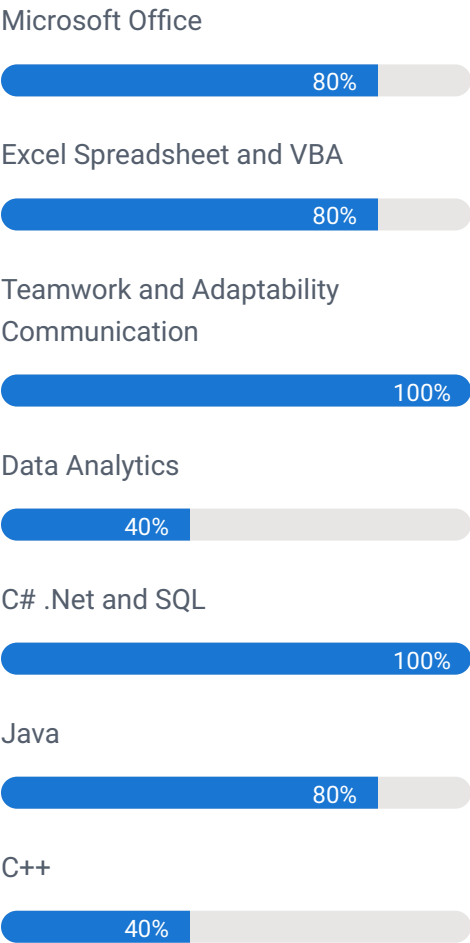 Microsoft Office
80%
Excel Spreadsheet and VBA
80%
Teamwork and Adaptability
Communication
100%
Data Analytics
40%
C# .Net and SQL
100%
Java
80%
C++
40%